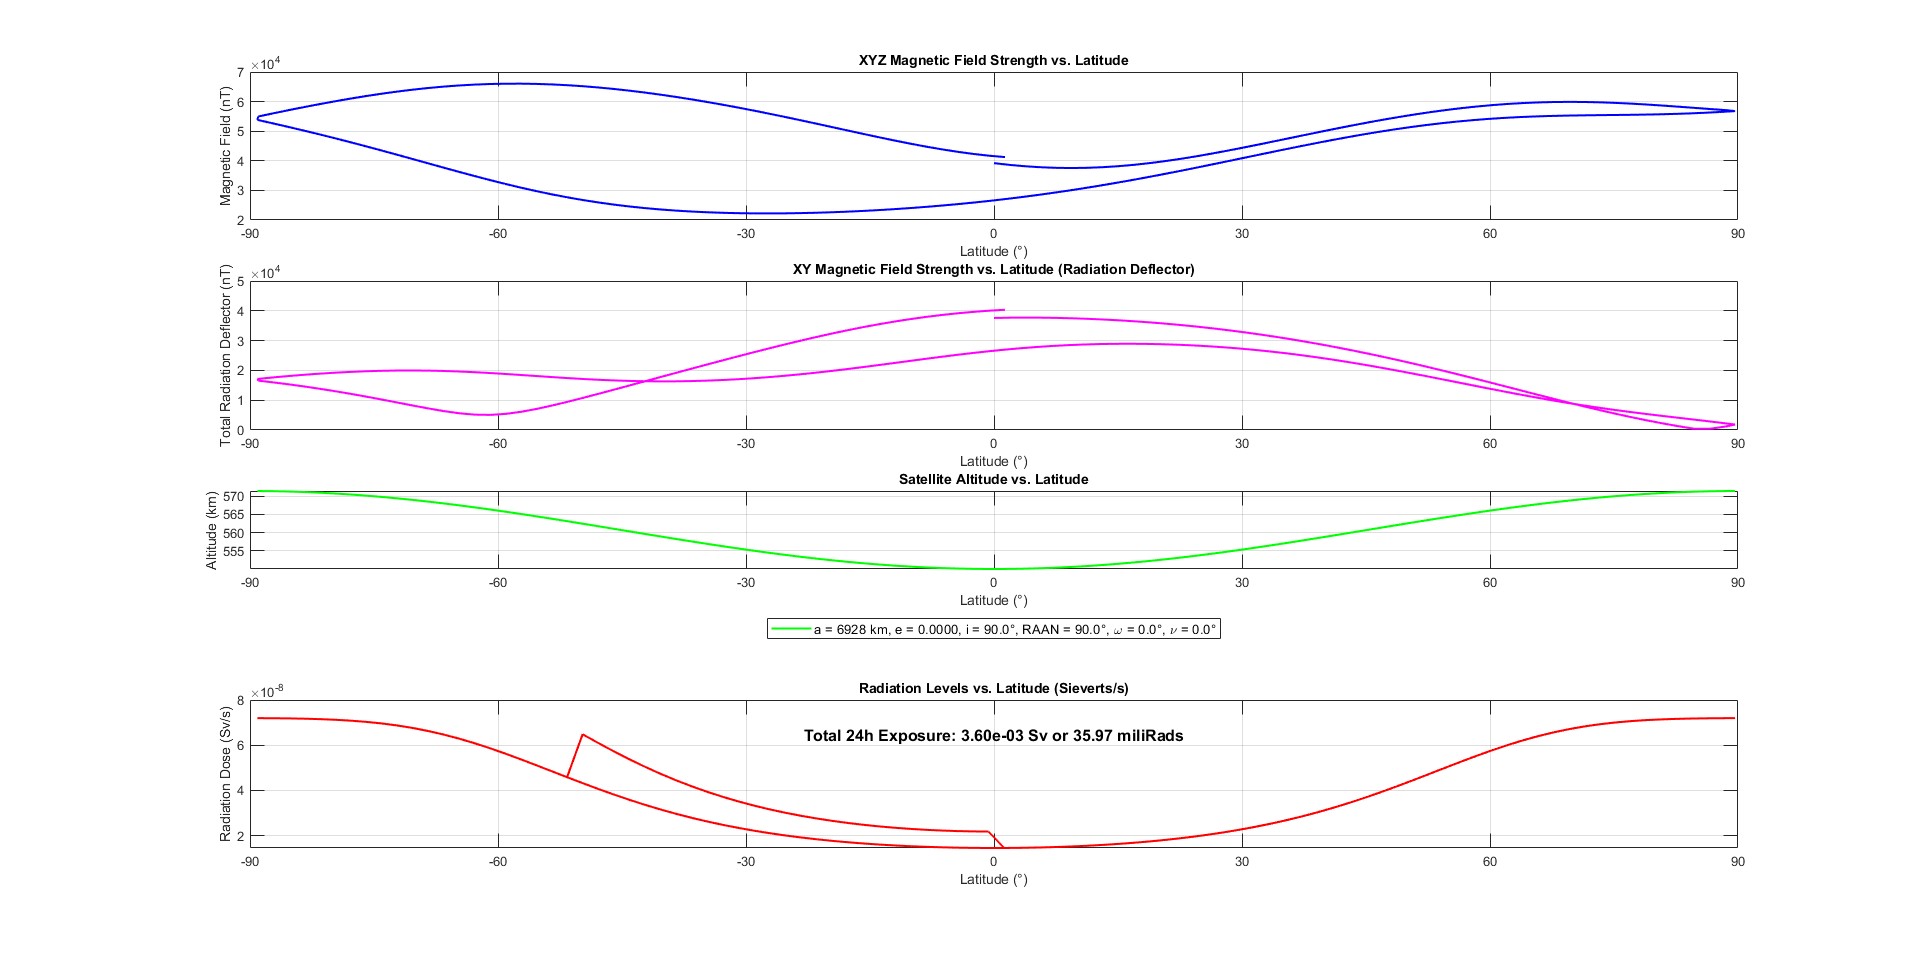 XYZ Magnetic Field Strength vs. Latitude
×10⁴
Magnetic Field (nT)
7
6
5
4
3
2
-90 -60 -30 0 30 60 90
Latitude (°)
XY Magnetic Field Strength vs. Latitude (Radiation Deflector)
×10⁴
Total Radiation Deflector (nT)
5
4
3
2
1
0
-90 -60 -30 0 30 60 90
Latitude (°)
Satellite Altitude vs. Latitude
Altitude (km)
570
565
560
555
-90 -60 -30 0 30 60 90
Latitude (°)
a = 6928 km, e = 0.0000, i = 90.0°, RAAN = 90.0°, ω = 0.0°, ν = 0.0°
Radiation Levels vs. Latitude (Sieverts/s)
×10⁻⁸
Radiation Dose (Sv/s)
8
6
4
2
Total 24h Exposure: 3.60e-03 Sv or 35.97 miliRads
-90 -60 -30 0 30 60 90
Latitude (°)